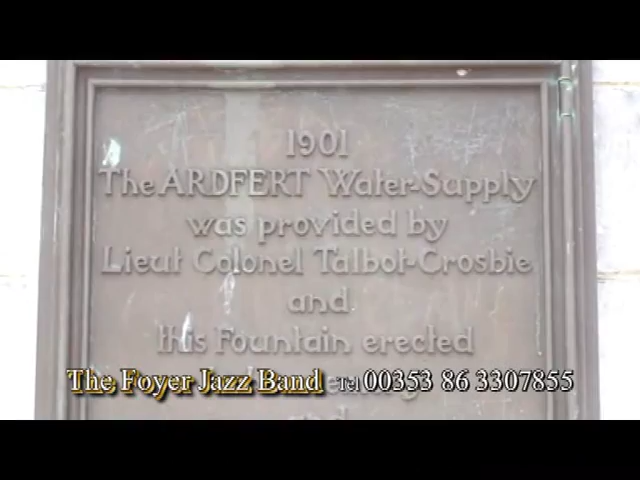 1901
The ARDFERT Water-Supply
was provided by
Lieut Colonel Talbot-Crosbie
and
this Fountain erected
The Foyer Jazz Band Tel 00353 86 3307855